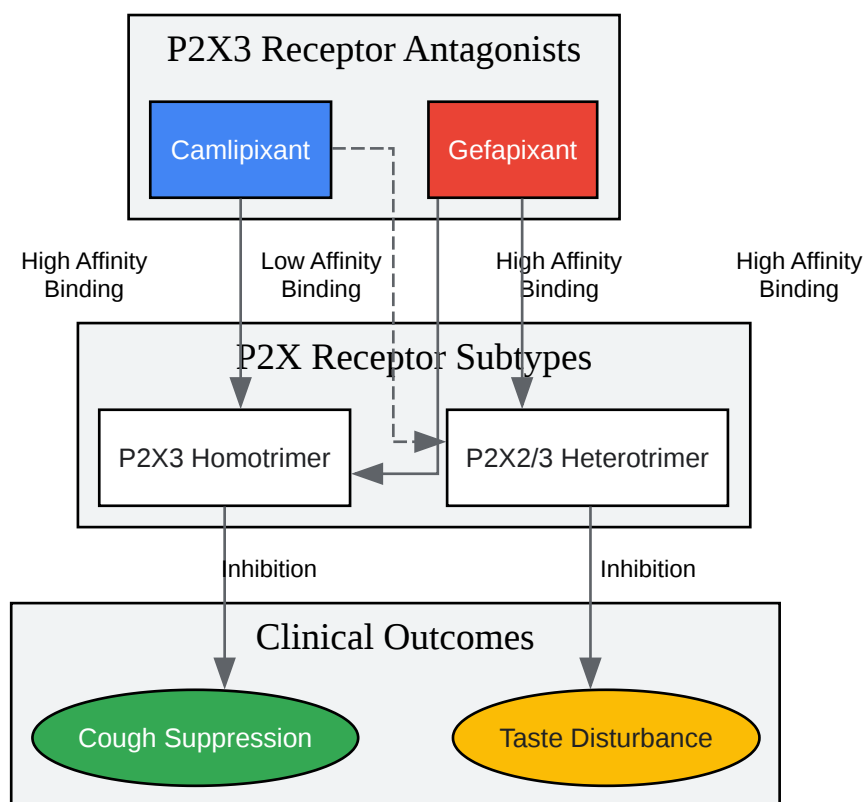 P2X3 Receptor Antagonists
Camlipixant
Gefapixant
High Affinity
Binding
Low Affinity
Binding
High Affinity
Binding
High Affinity
Binding
P2X Receptor Subtypes
P2X3 Homotrimer
P2X2/3 Heterotrimer
Inhibition
Inhibition
Clinical Outcomes
Cough Suppression
Taste Disturbance